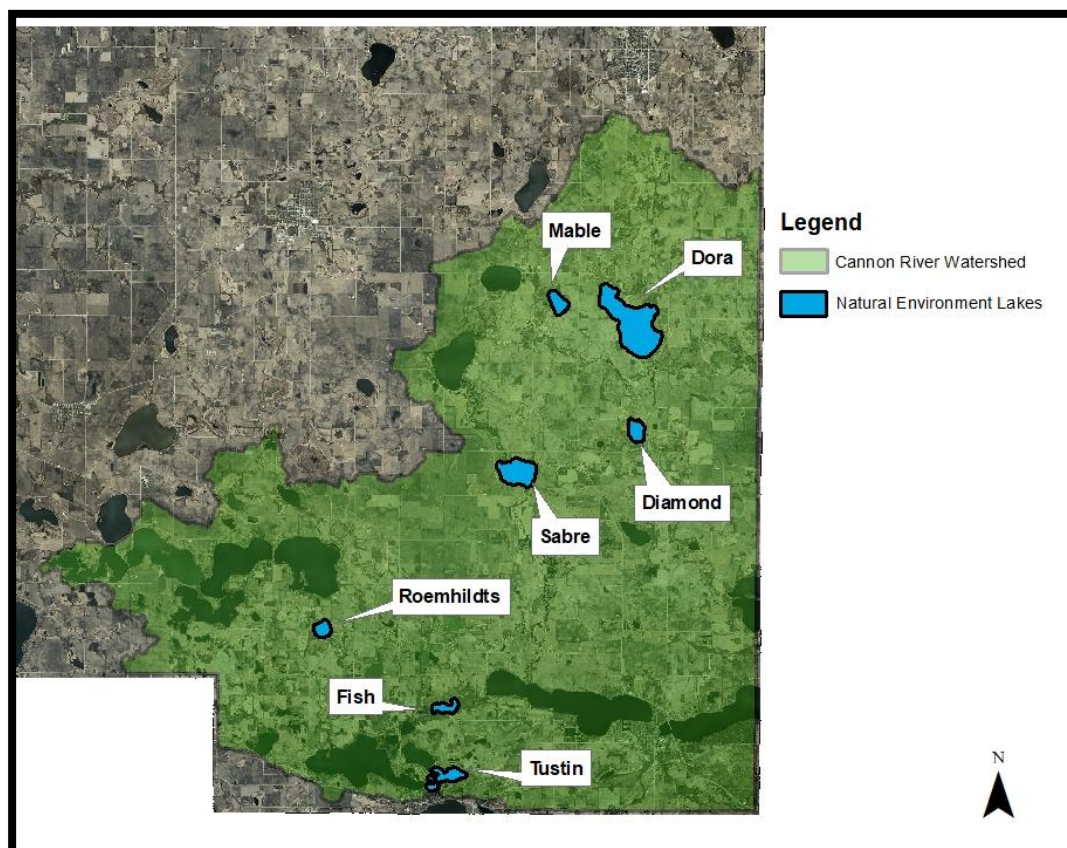 Mable
Dora
Legend
Cannon River Watershed
Natural Environment Lakes
Diamond
Sabre
Roemhildts
Fish
Tustin
N